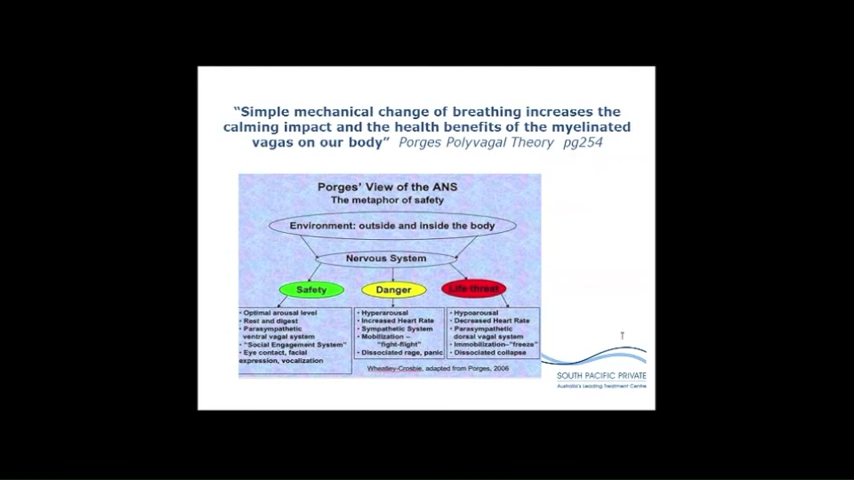 “Simple mechanical change of breathing increases the
calming impact and the health benefits of the myelinated
vagas on our body” Porges Polyvagal Theory pg254
Porges’ View of the ANS
The metaphor of safety
Environment: outside and inside the body
Nervous System
Safety
Danger
Life threat
• Optimal arousal level
• Rest and digest
• Parasympathetic
ventral vagal system
• “Social Engagement System”
• Eye contact, facial
expression, vocalization
• Hyperarousal
• Increased Heart Rate
• Sympathetic System
• Mobilization –
“fight-flight”
• Dissociated rage, panic
• Hypoarousal
• Decreased Heart Rate
• Parasympathetic
dorsal vagal system
• Immobilization–“freeze”
• Dissociated collapse
Wheatley-Crosbie, adapted from Porges, 2006
SOUTH PACIFIC PRIVATE
Australia's Leading Treatment Centre